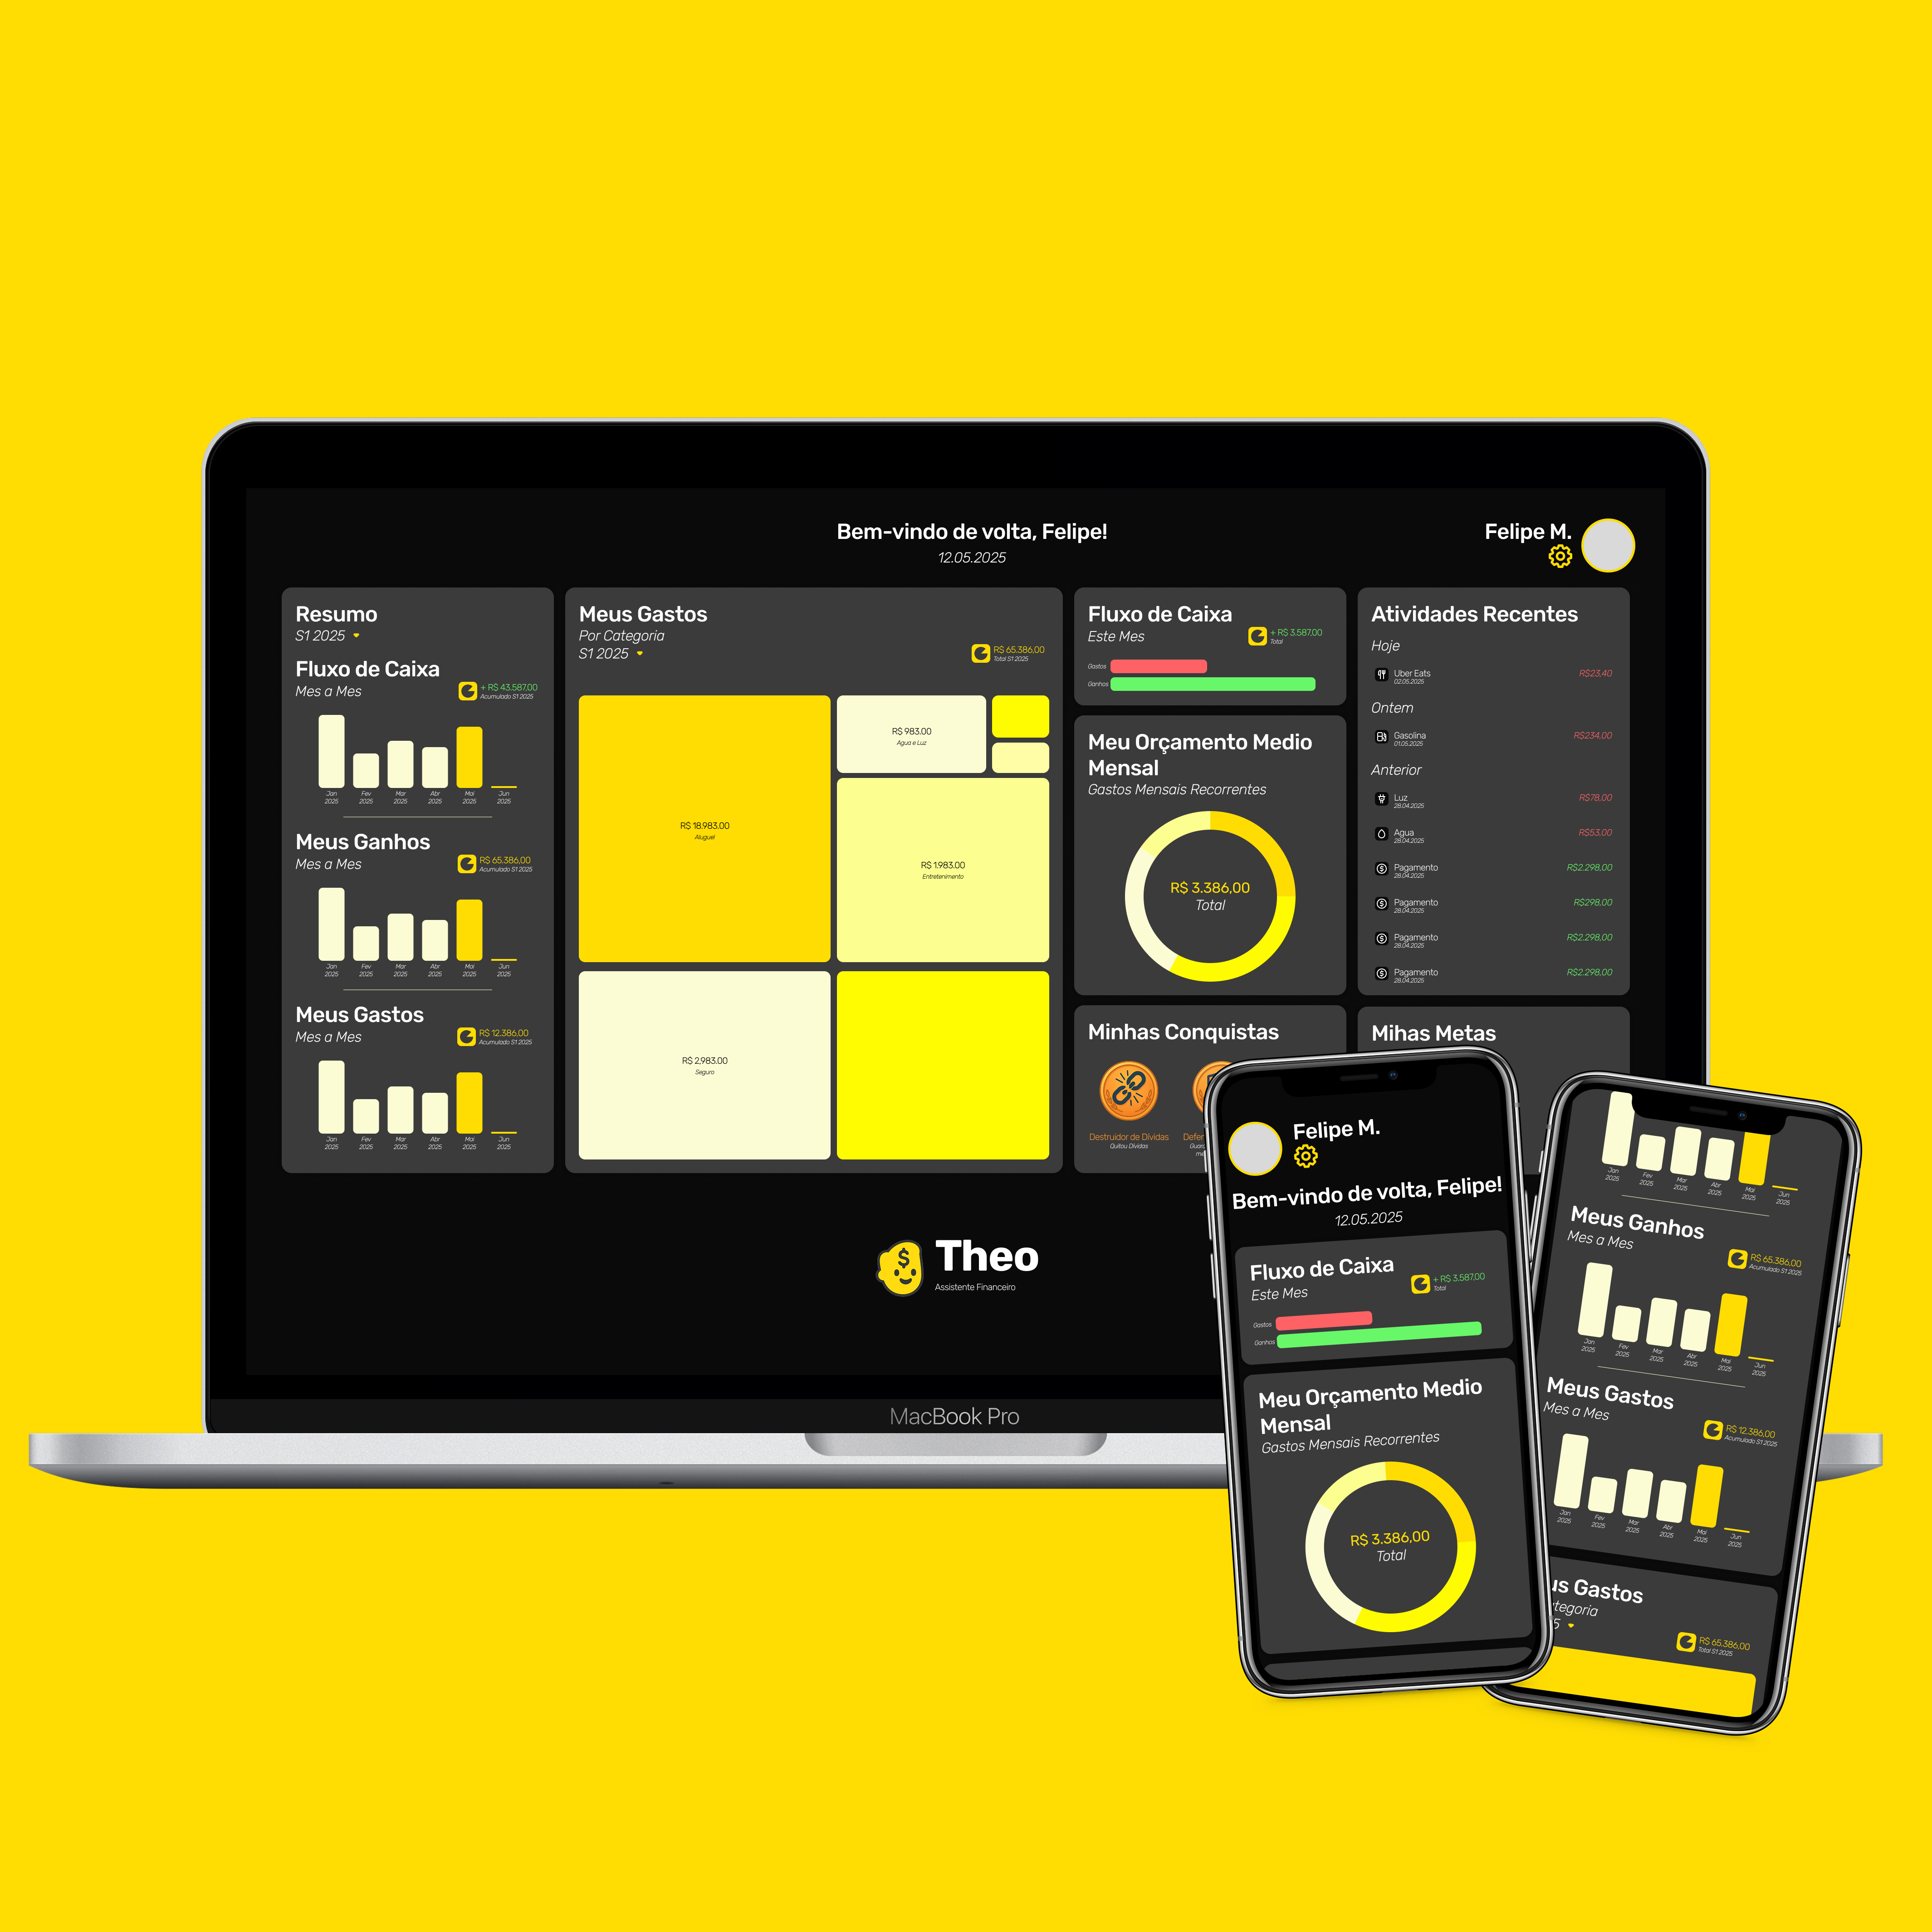 Bem-vindo de volta, Felipe!
12.05.2025
Felipe M.
Resumo
S1 2025
Fluxo de Caixa
Mes a Mes
+ R$ 43.587,00
Acumulado S1 2025
Jan Fev Mar Abr Mai Jun
2025 2025 2025 2025 2025 2025
Meus Ganhos
Mes a Mes
R$ 65.386,00
Acumulado S1 2025
Jan Fev Mar Abr Mai Jun
2025 2025 2025 2025 2025 2025
Meus Gastos
Mes a Mes
R$ 12.386,00
Acumulado S1 2025
Jan Fev Mar Abr Mai Jun
2025 2025 2025 2025 2025 2025
Meus Gastos
Por Categoria
S1 2025
R$ 65.386,00
Total S1 2025
R$ 18.983.00
Aluguel
R$ 983.00
Agua e Luz
R$ 1.983.00
Entretenimento
R$ 2,983.00
Seguro
Fluxo de Caixa
Este Mes
+ R$ 3.587,00
Total
Gastos
Ganhos
Meu Orçamento Medio
Mensal
Gastos Mensais Recorrentes
R$ 3.386,00
Total
Minhas Conquistas
Destruidor de Dívidas
Quitou Dívidas
Atividades Recentes
Hoje
Uber Eats R$23,40
02.05.2025
Ontem
Gasolina R$234.00
01.05.2025
Anterior
Luz R$78,00
28.04.2025
Agua R$53,00
28.04.2025
Pagamento R$2.298,00
28.04.2025
Pagamento R$298,00
28.04.2025
Pagamento R$2.298,00
28.04.2025
Pagamento R$2.298,00
28.04.2025
Mihas Metas
Theo
Assistente Financeiro
MacBook Pro
Felipe M.
Bem-vindo de volta, Felipe!
12.05.2025
Fluxo de Caixa
Este Mes
+ R$ 3.587,00
Total
Gastos
Ganhos
Meu Orçamento Medio
Mensal
Gastos Mensais Recorrentes
R$ 3.386,00
Total
Jan Fev Mar Abr Mai Jun
2025 2025 2025 2025 2025 2025
Meus Ganhos
Mes a Mes
R$ 65.386,00
Acumulado S1 2025
Jan Fev Mar Abr Mai Jun
2025 2025 2025 2025 2025 2025
Meus Gastos
Mes a Mes
R$ 12.386,00
Acumulado S1 2025
Jan Fev Mar Abr Mai Jun
2025 2025 2025 2025 2025 2025
us Gastos
tegoria
5
R$ 65.386,00
Total S1 2025